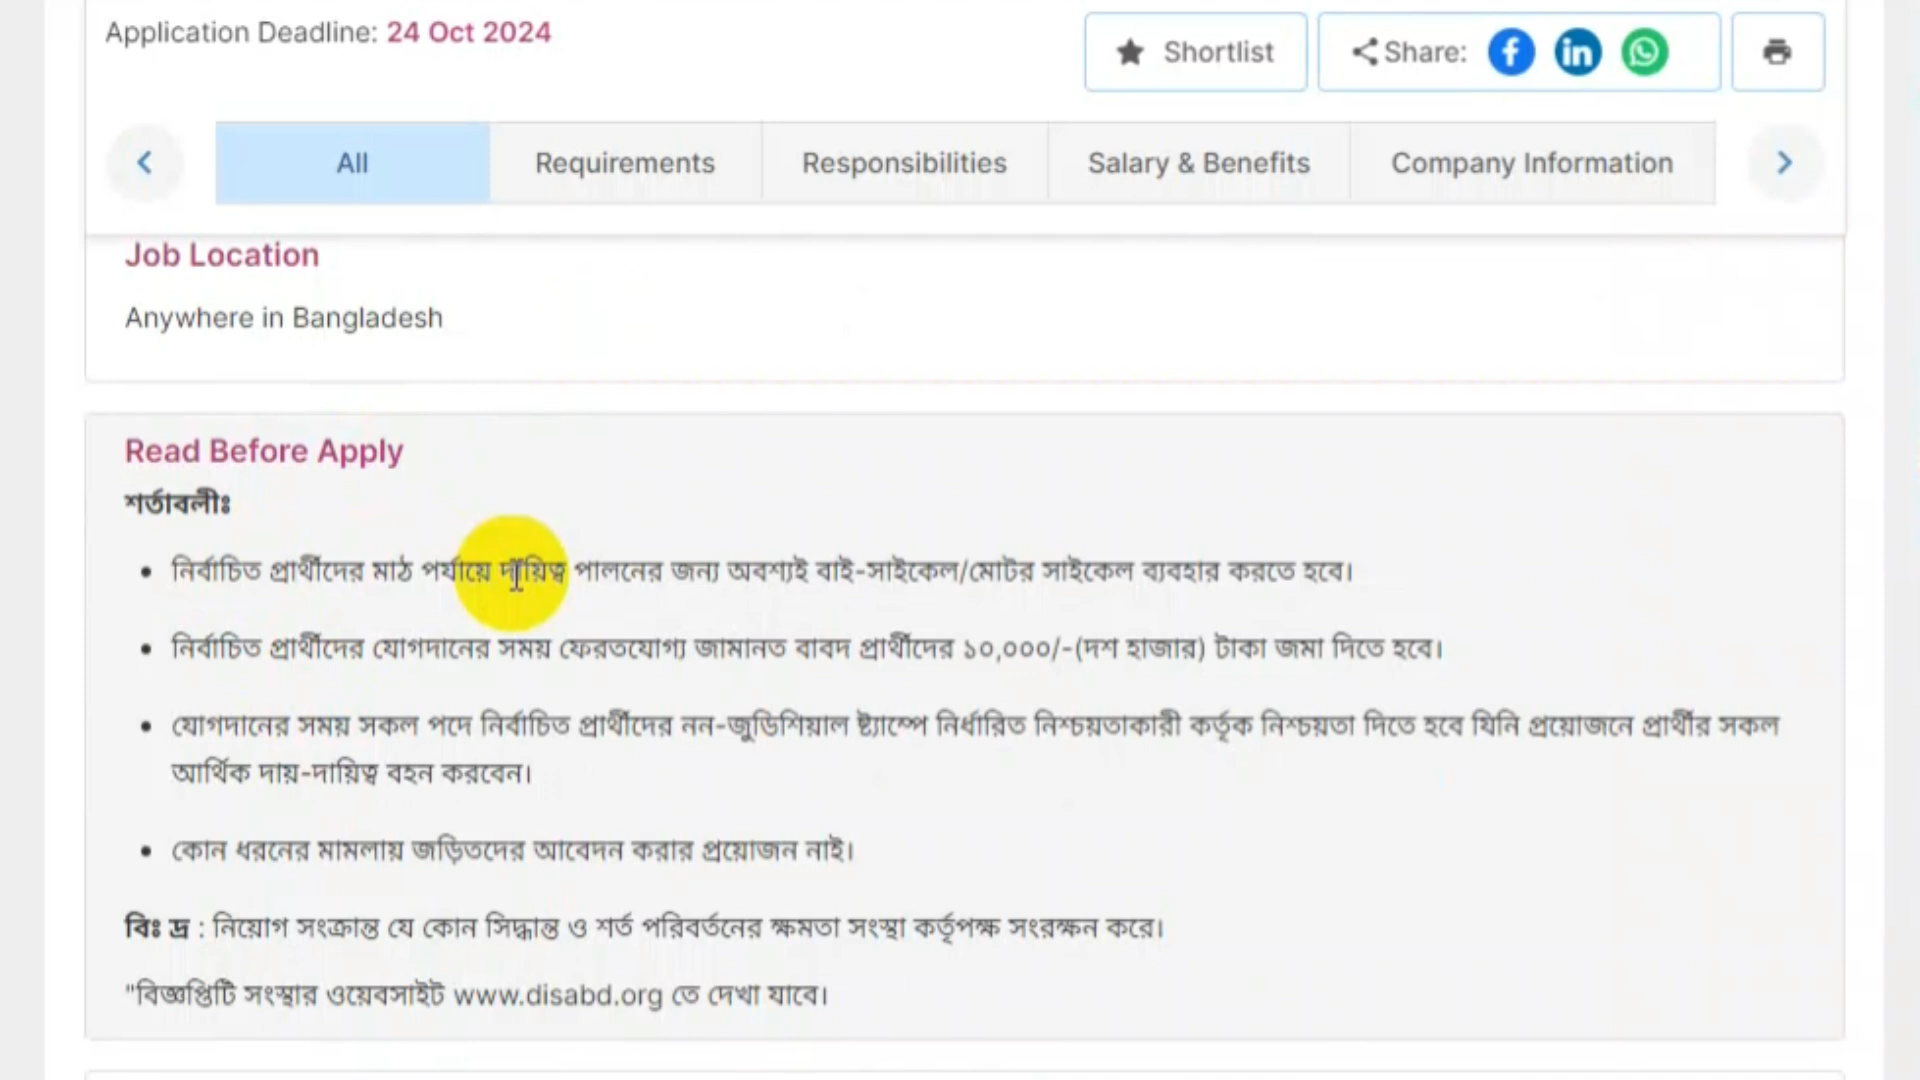 Application Deadline: 24 Oct 2024
Shortlist
Share:
All
Requirements
Responsibilities
Salary & Benefits
Company Information
Job Location
Anywhere in Bangladesh
Read Before Apply
শর্তাবলীঃ
• নির্বাচিত প্রার্থীদের মাঠ পর্যায়ে দায়িত্ব পালনের জন্য অবশ্যই বাই-সাইকেল/মোটর সাইকেল ব্যবহার করতে হবে।
• নির্বাচিত প্রার্থীদের যোগদানের সময় ফেরতযোগ্য জামানত বাবদ প্রার্থীদের ১০,০০০/-(দশ হাজার) টাকা জমা দিতে হবে।
• যোগদানের সময় সকল পদে নির্বাচিত প্রার্থীদের নন-জুডিশিয়াল ষ্ট্যাম্পে নির্ধারিত নিশ্চয়তাকারী কর্তৃক নিশ্চয়তা দিতে হবে যিনি প্রয়োজনে প্রার্থীর সকল
আর্থিক দায়-দায়িত্ব বহন করবেন।
• কোন ধরনের মামলায় জড়িতদের আবেদন করার প্রয়োজন নাই।
বিঃ দ্র : নিয়োগ সংক্রান্ত যে কোন সিদ্ধান্ত ও শর্ত পরিবর্তনের ক্ষমতা সংস্থা কর্তৃপক্ষ সংরক্ষন করে।
"বিজ্ঞপ্তিটি সংস্থার ওয়েবসাইট www.disabd.org তে দেখা যাবে।